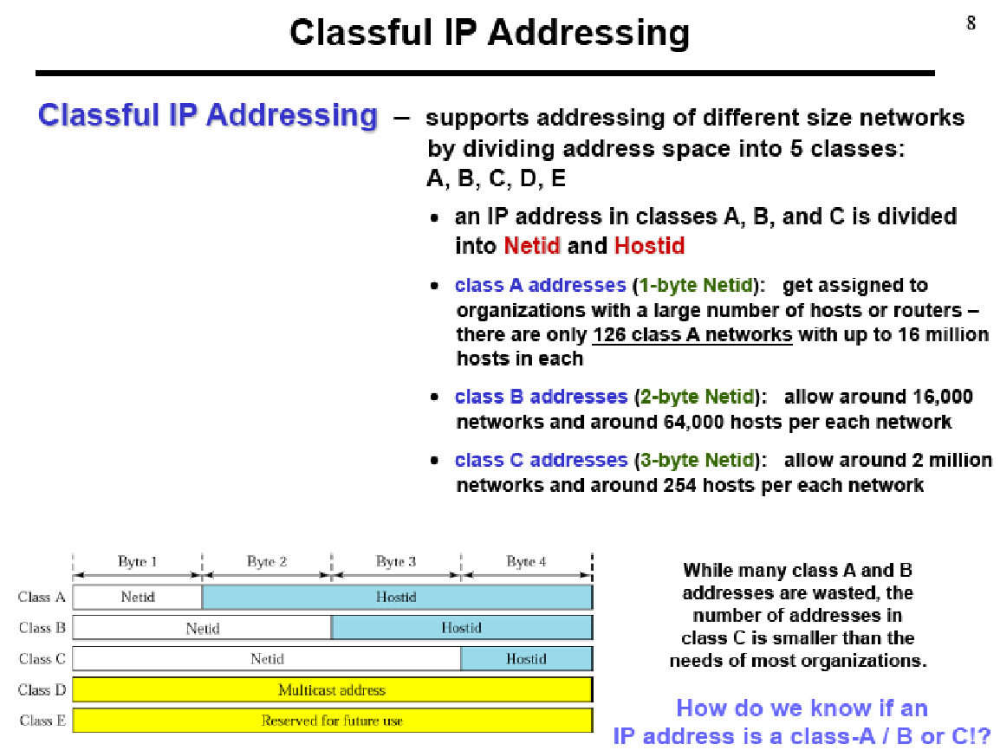 Classful IP Addressing
8
Classful IP Addressing – supports addressing of different size networks
by dividing address space into 5 classes:
A, B, C, D, E
• an IP address in classes A, B, and C is divided
into Netid and Hostid
• class A addresses (1-byte Netid): get assigned to
organizations with a large number of hosts or routers –
there are only 126 class A networks with up to 16 million
hosts in each
• class B addresses (2-byte Netid): allow around 16,000
networks and around 64,000 hosts per each network
• class C addresses (3-byte Netid): allow around 2 million
networks and around 254 hosts per each network
Byte 1 Byte 2 Byte 3 Byte 4
Class A Netid Hostid
Class B Netid Hostid
Class C Netid Hostid
Class D Multicast address
Class E Reserved for future use
While many class A and B
addresses are wasted, the
number of addresses in
class C is smaller than the
needs of most organizations.
How do we know if an
IP address is a class-A / B or C!?